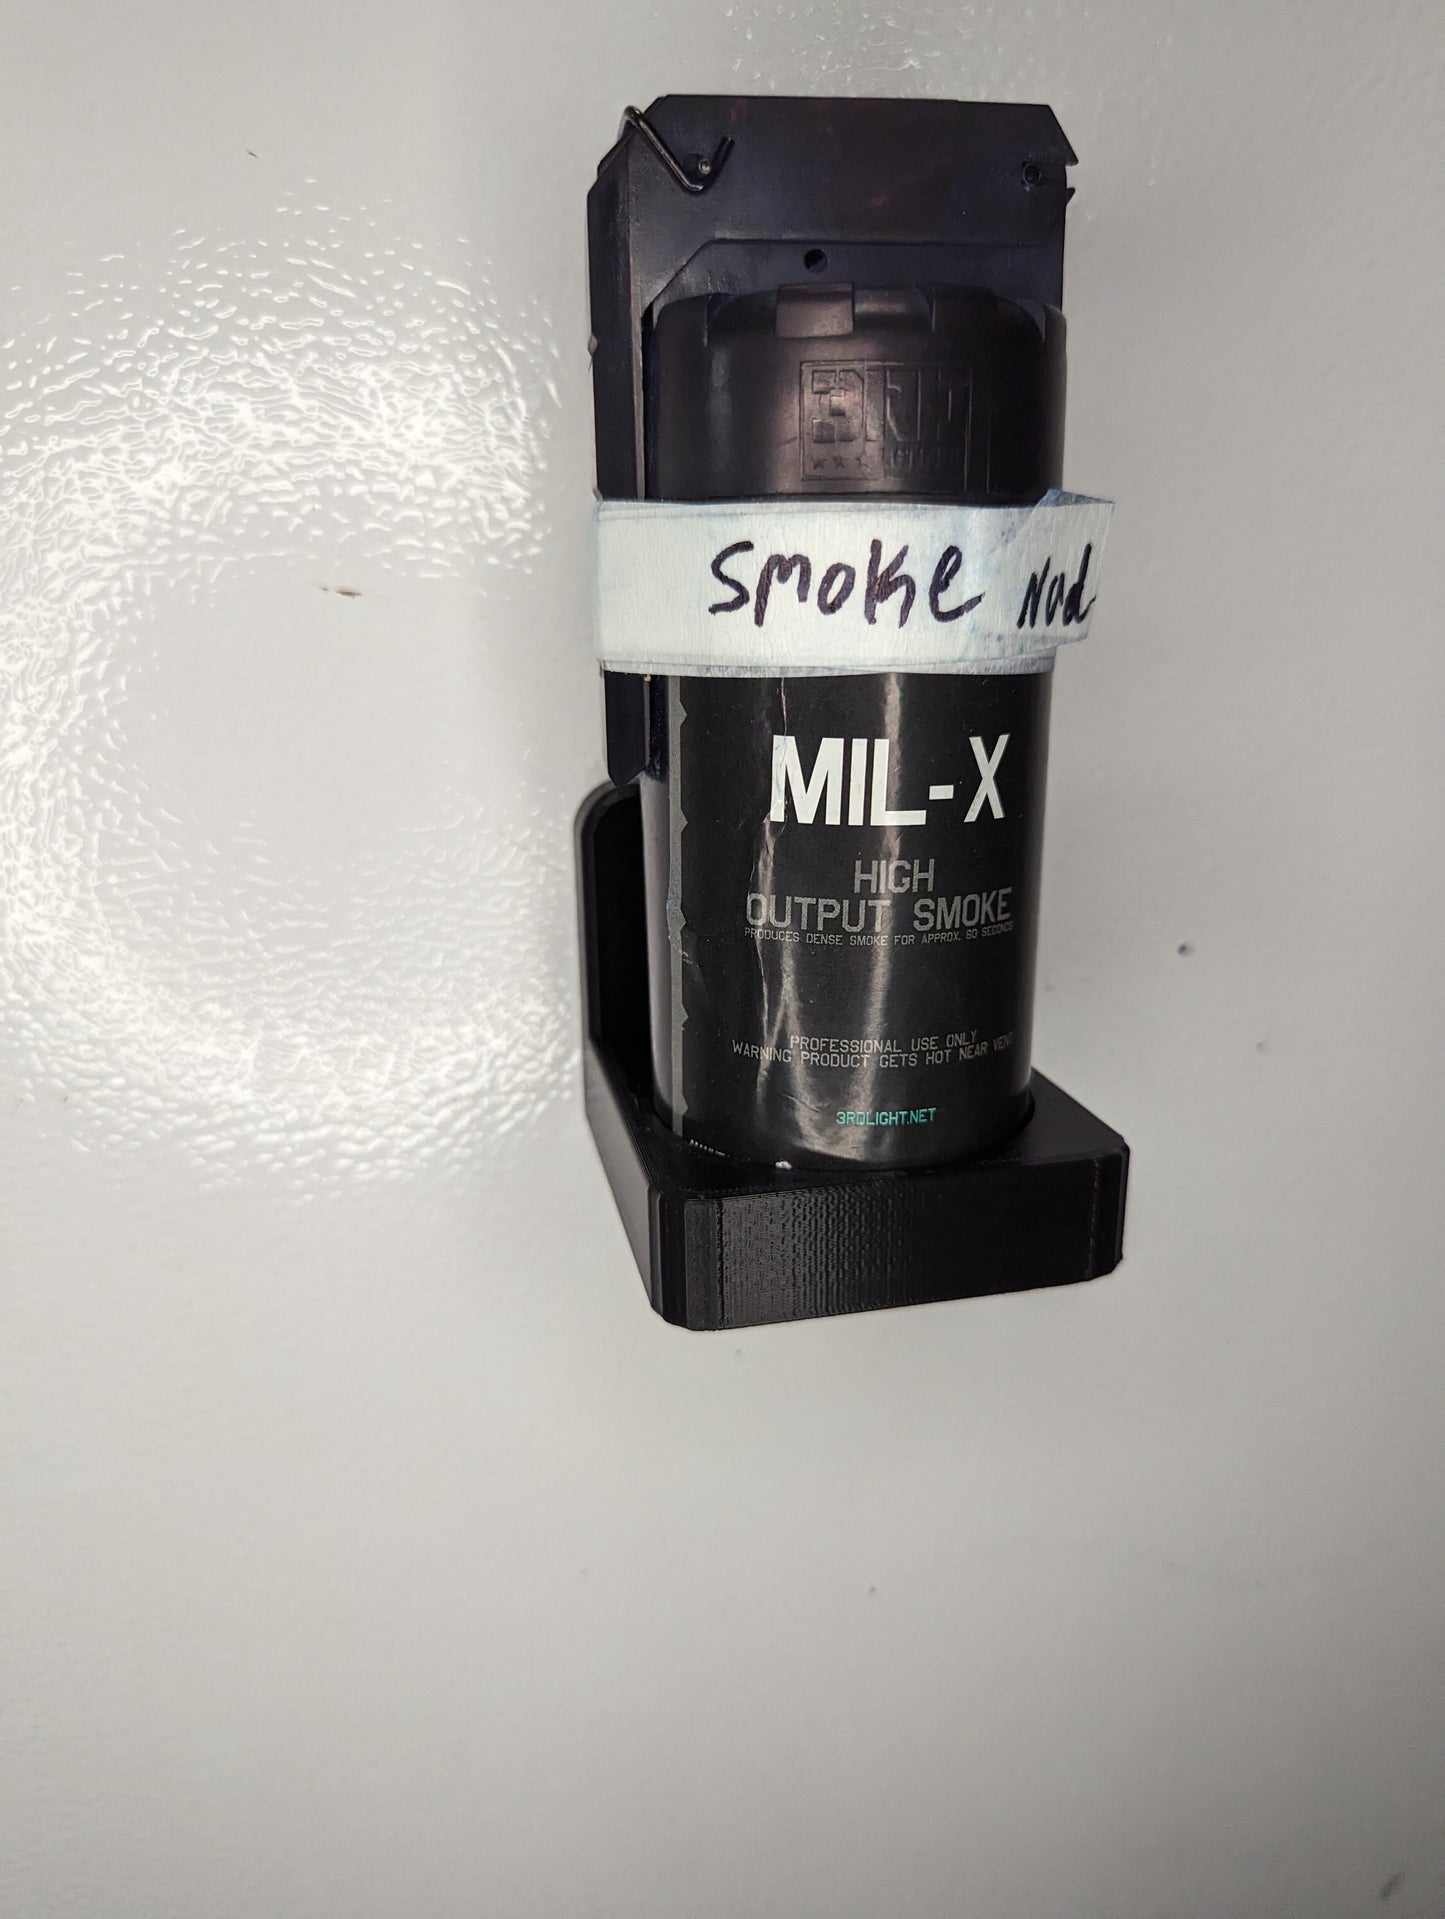 smoke Nad
MIL-X
HIGH
OUTPUT SMOKE
PRODUCES DENSE SMOKE FOR APPROX. 60 SECONDS
PROFESSIONAL USE ONLY
WARNING PRODUCT GETS HOT NEAR VENT
3RDLIGHT.NET